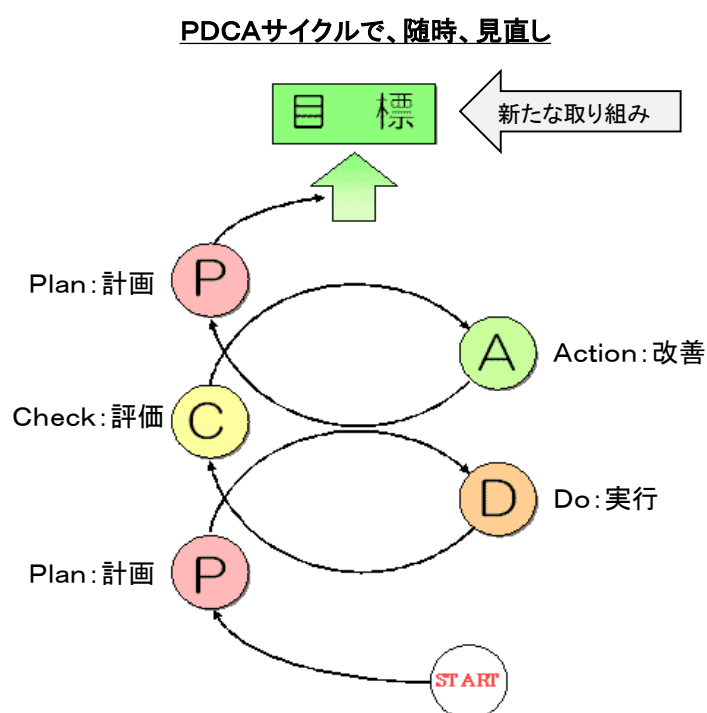 PDCAサイクルで、随時、見直し
目 標
新たな取り組み
P
Plan:計画
A
Action:改善
C
Check:評価
D
Do:実行
P
Plan:計画
START